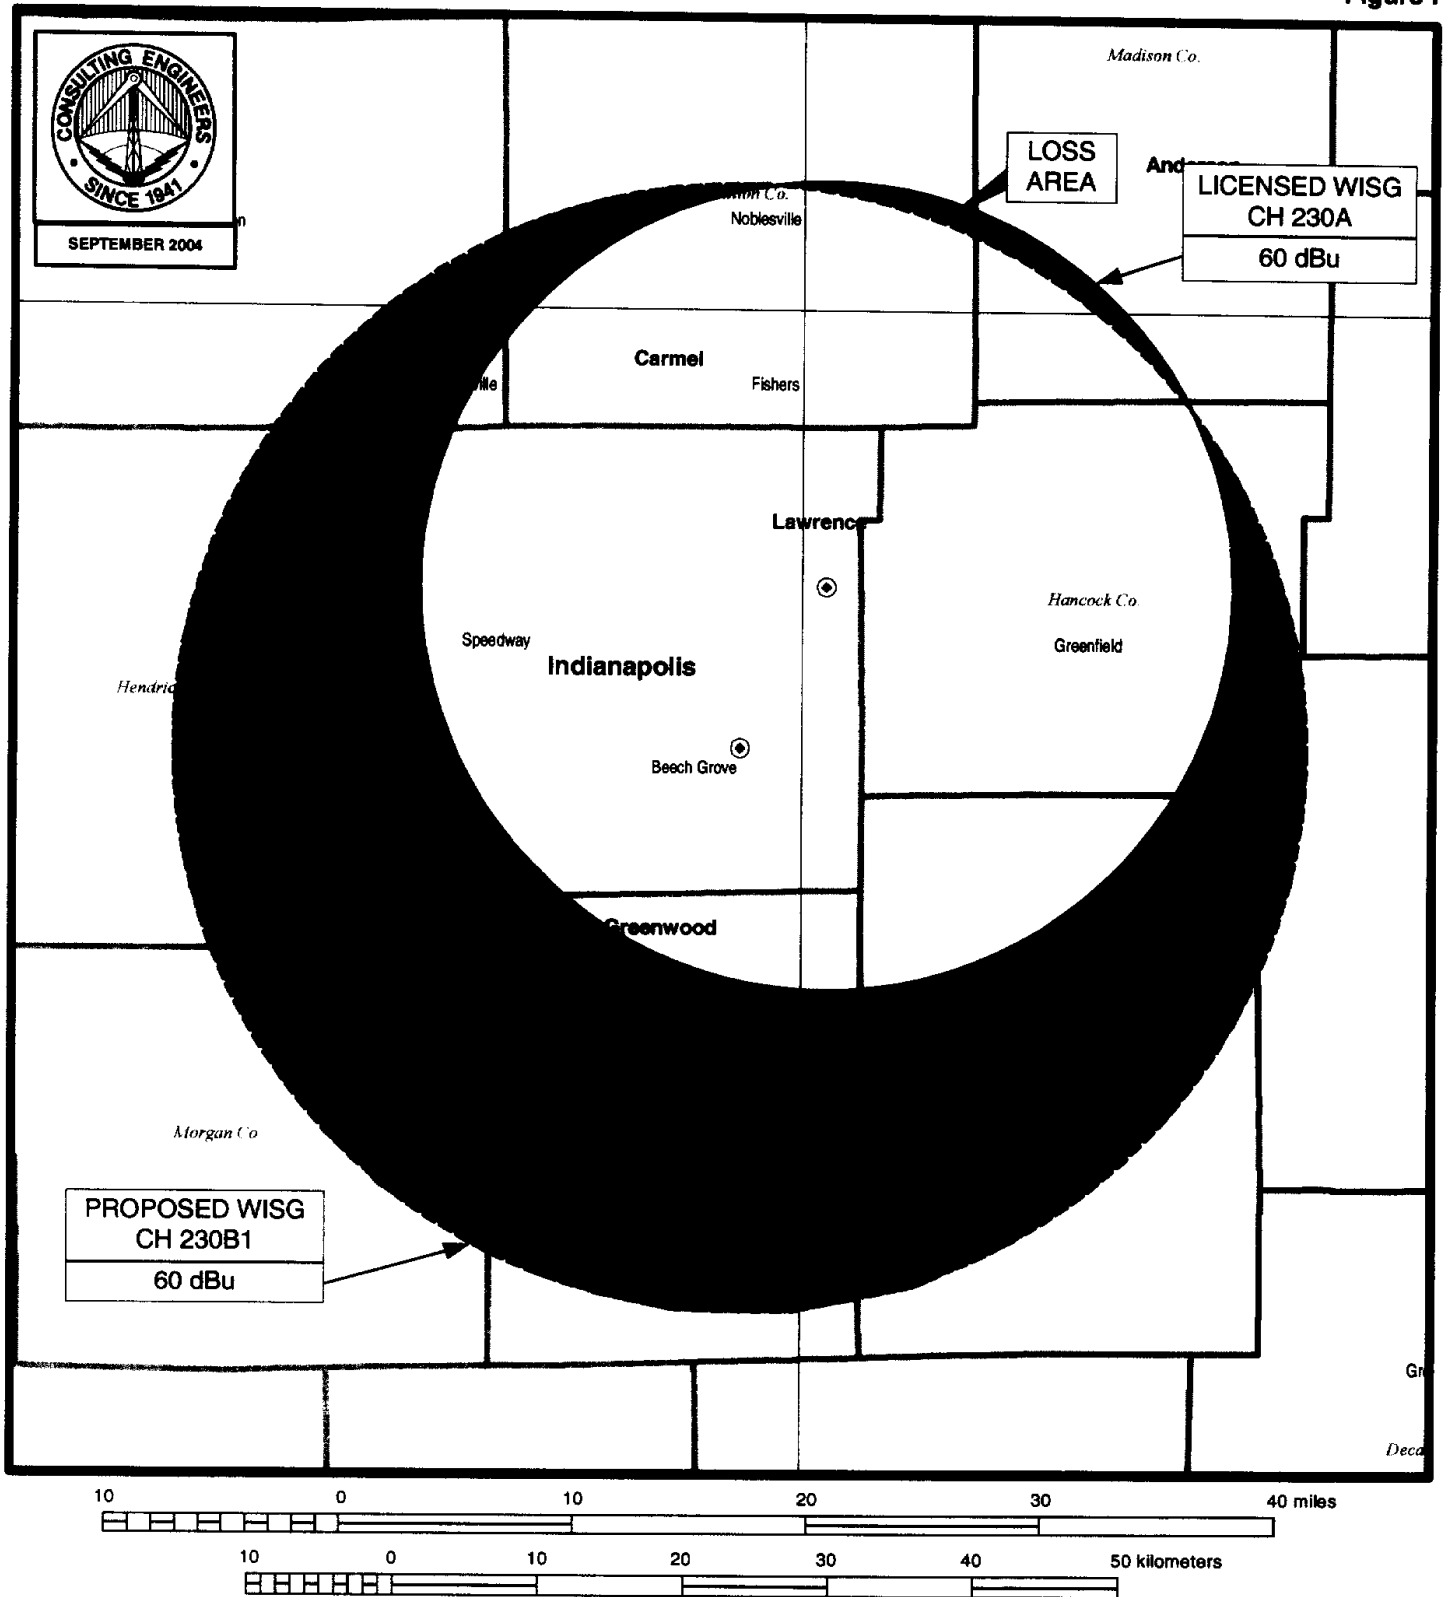 Figure
Madison Co.
CONSULTING ENGINEERS
SINCE 1941
SEPTEMBER 2004
LOSS
AREA
LICENSED WISG
CH 230A
60 dBu
Co.
Noblesville
Carmel
Fishers
Lawrence
Hancock Co.
Greenfield
Speedway
Indianapolis
Beech Grove
Greenwood
Morgan Co
PROPOSED WISG
CH 230B1
60 dBu
10 0 10 20 30 40 miles
10 0 10 20 30 40 50 kilometers